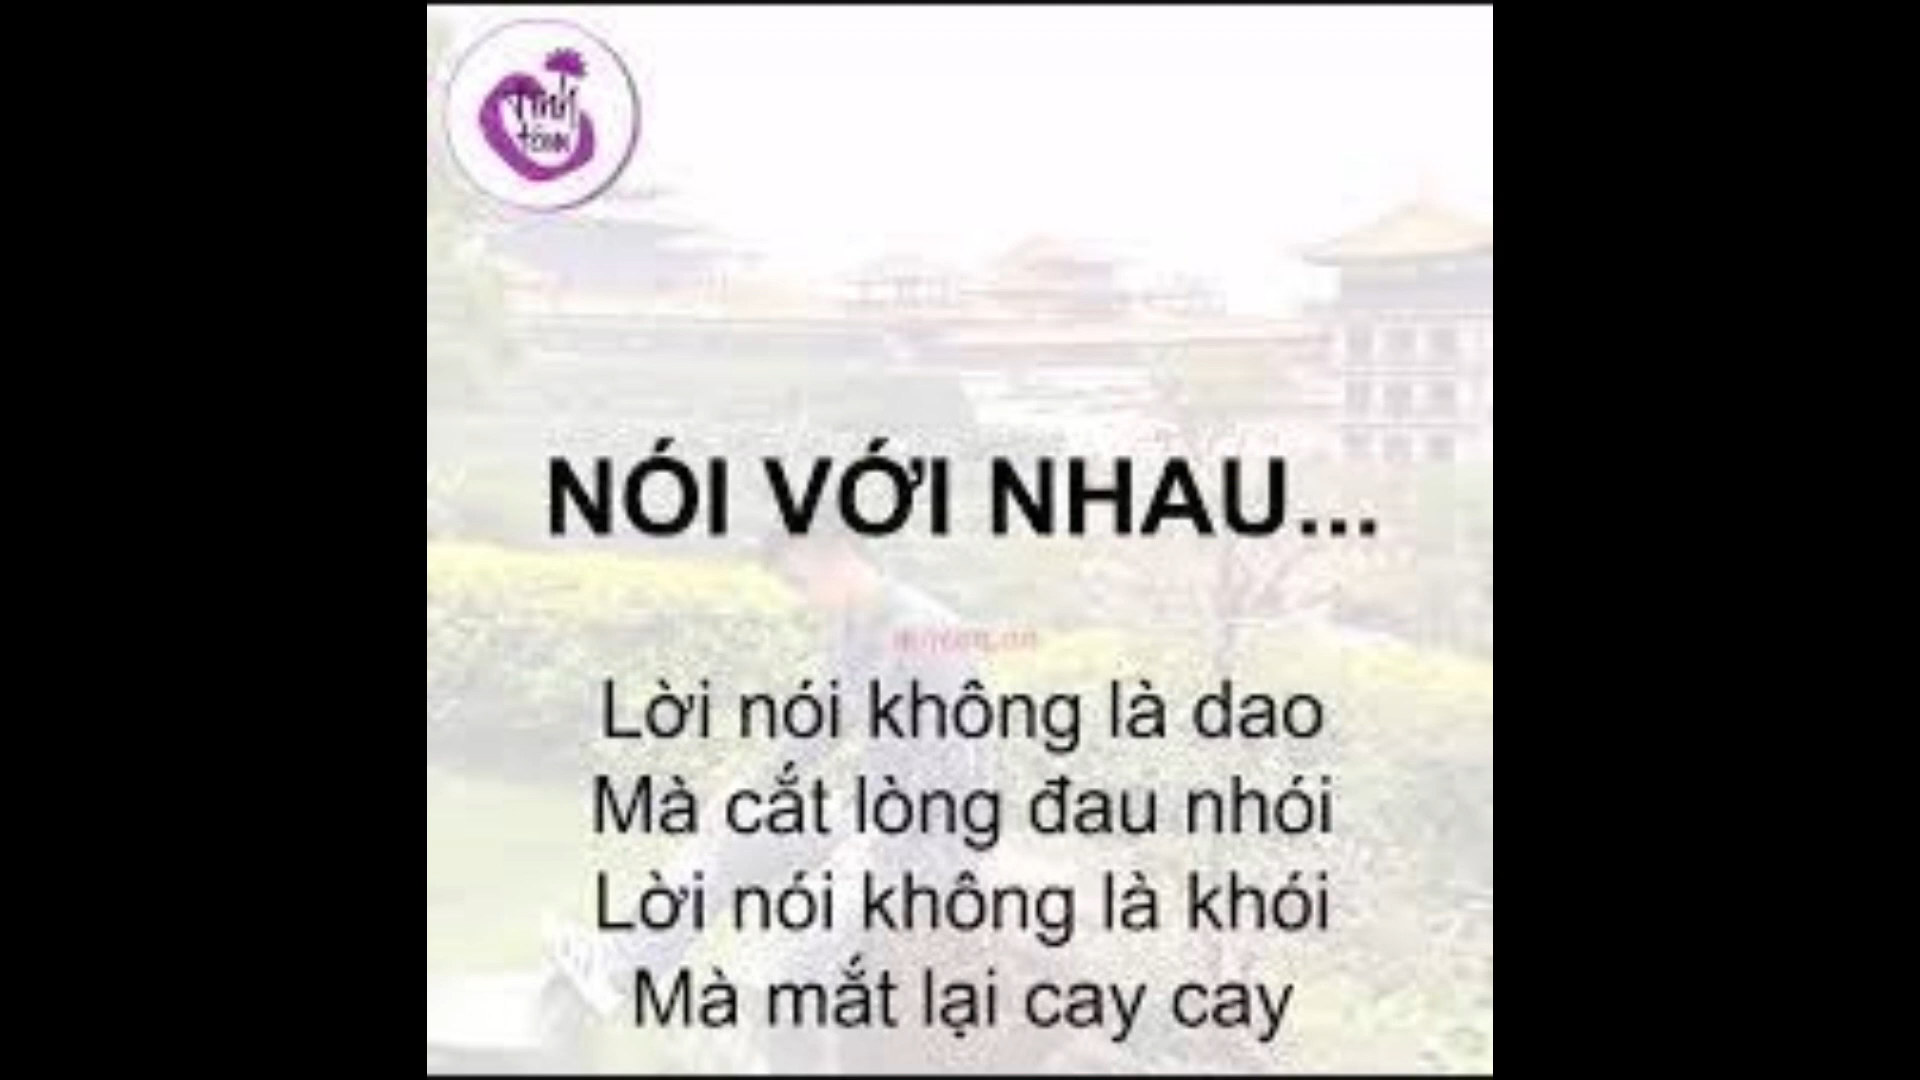 Tĩnh
NÓI VỚI NHAU...
Lời nói không là dao
Mà cắt lòng đau nhói
Lời nói không là khói
Mà mắt lại cay cay